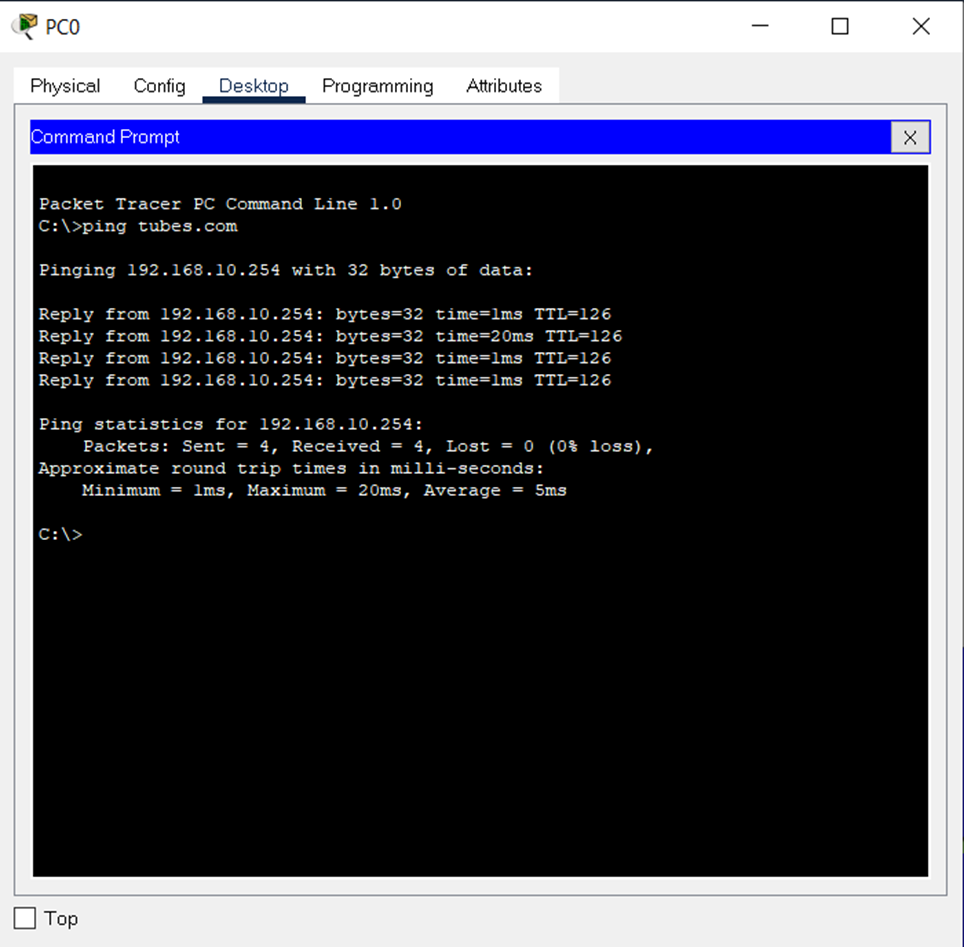 PC0
Physical Config Desktop Programming Attributes
Command Prompt X
Packet Tracer PC Command Line 1.0
C:\>ping tubes.com
Pinging 192.168.10.254 with 32 bytes of data:
Reply from 192.168.10.254: bytes=32 time=1ms TTL=126
Reply from 192.168.10.254: bytes=32 time=20ms TTL=126
Reply from 192.168.10.254: bytes=32 time=1ms TTL=126
Reply from 192.168.10.254: bytes=32 time=1ms TTL=126
Ping statistics for 192.168.10.254:
Packets: Sent = 4, Received = 4, Lost = 0 (0% loss),
Approximate round trip times in milli-seconds:
Minimum = 1ms, Maximum = 20ms, Average = 5ms
C:\>
Top